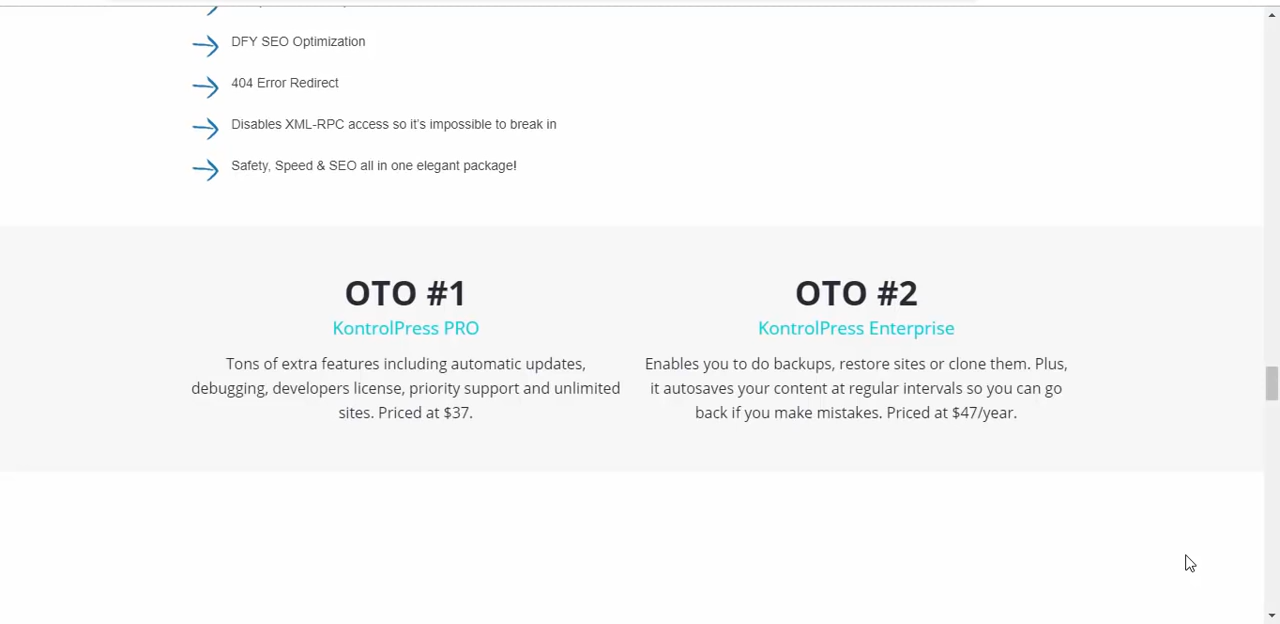 DFY SEO Optimization
404 Error Redirect
Disables XML-RPC access so it's impossible to break in
Safety, Speed & SEO all in one elegant package!
OTO #1
KontrolPress PRO
Tons of extra features including automatic updates,
debugging, developers license, priority support and unlimited
sites. Priced at $37.
OTO #2
KontrolPress Enterprise
Enables you to do backups, restore sites or clone them. Plus,
it autosaves your content at regular intervals so you can go
back if you make mistakes. Priced at $47/year.